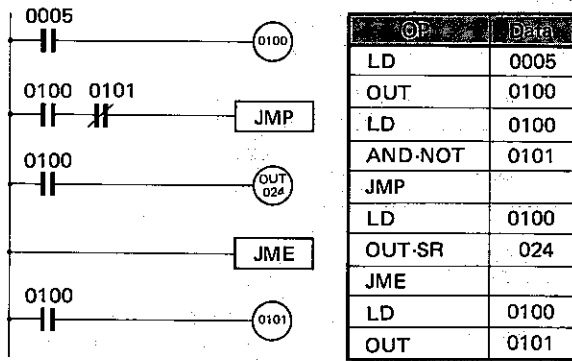 0005
0100
0100 0101
JMP
0100
OUT
024
JME
0100
0101
OP Data
LD 0005
OUT 0100
LD 0100
AND·NOT 0101
JMP
LD 0100
OUT·SR 024
JME
LD 0100
OUT 0101